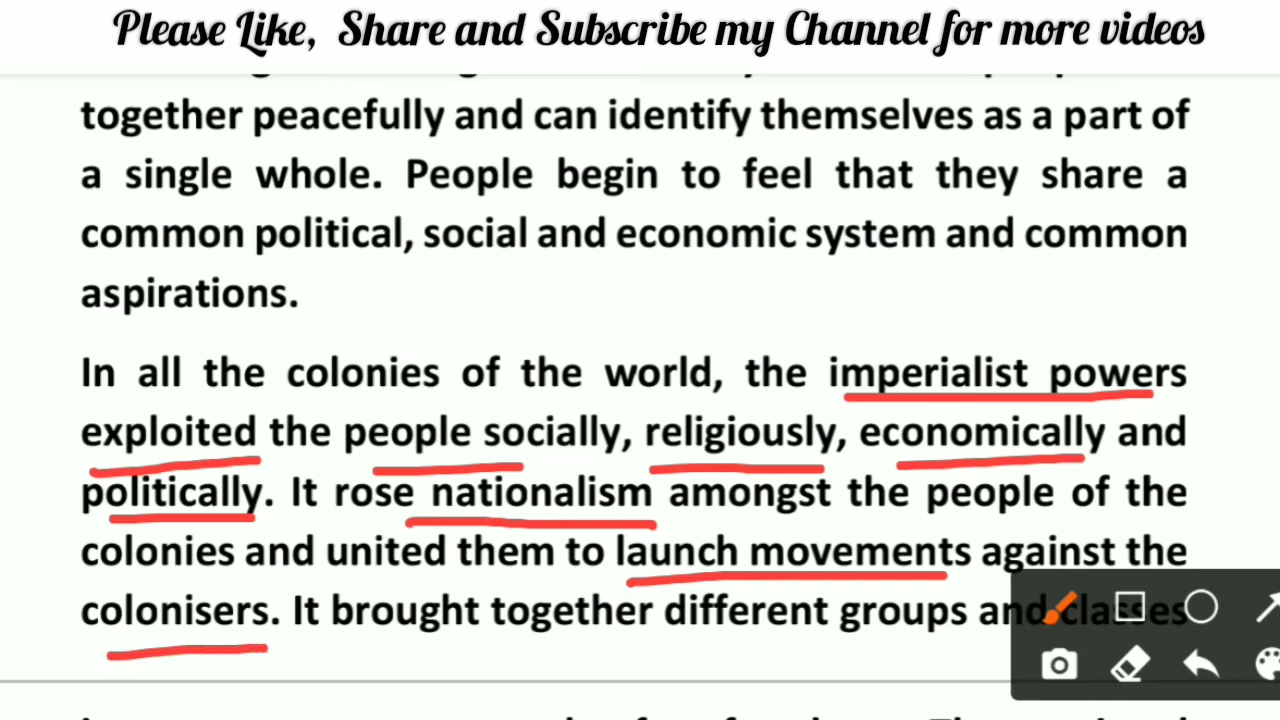 Please Like, Share and Subscribe my Channel for more videos
together peacefully and can identify themselves as a part of
a single whole. People begin to feel that they share a
common political, social and economic system and common
aspirations.
In all the colonies of the world, the imperialist powers
exploited the people socially, religiously, economically and
politically. It rose nationalism amongst the people of the
colonies and united them to launch movements against the
colonisers. It brought together different groups and classes